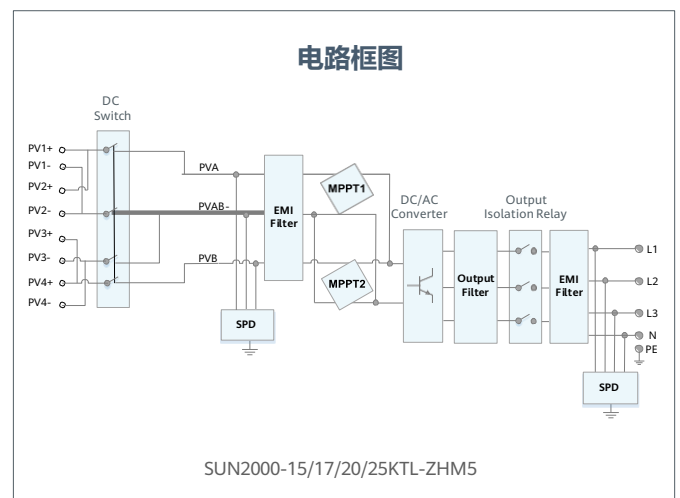 电路框图
DC
Switch
PV1+
PV1-
PV2+
PV2-
PV3+
PV3-
PV4+
PV4-
PVA
PVAB-
PVB
EMI
Filter
MPPT1
MPPT2
SPD
DC/AC
Converter
Output
Filter
Output
Isolation Relay
EMI
Filter
L1
L2
L3
N
PE
SPD
SUN2000-15/17/20/25KTL-ZHM5